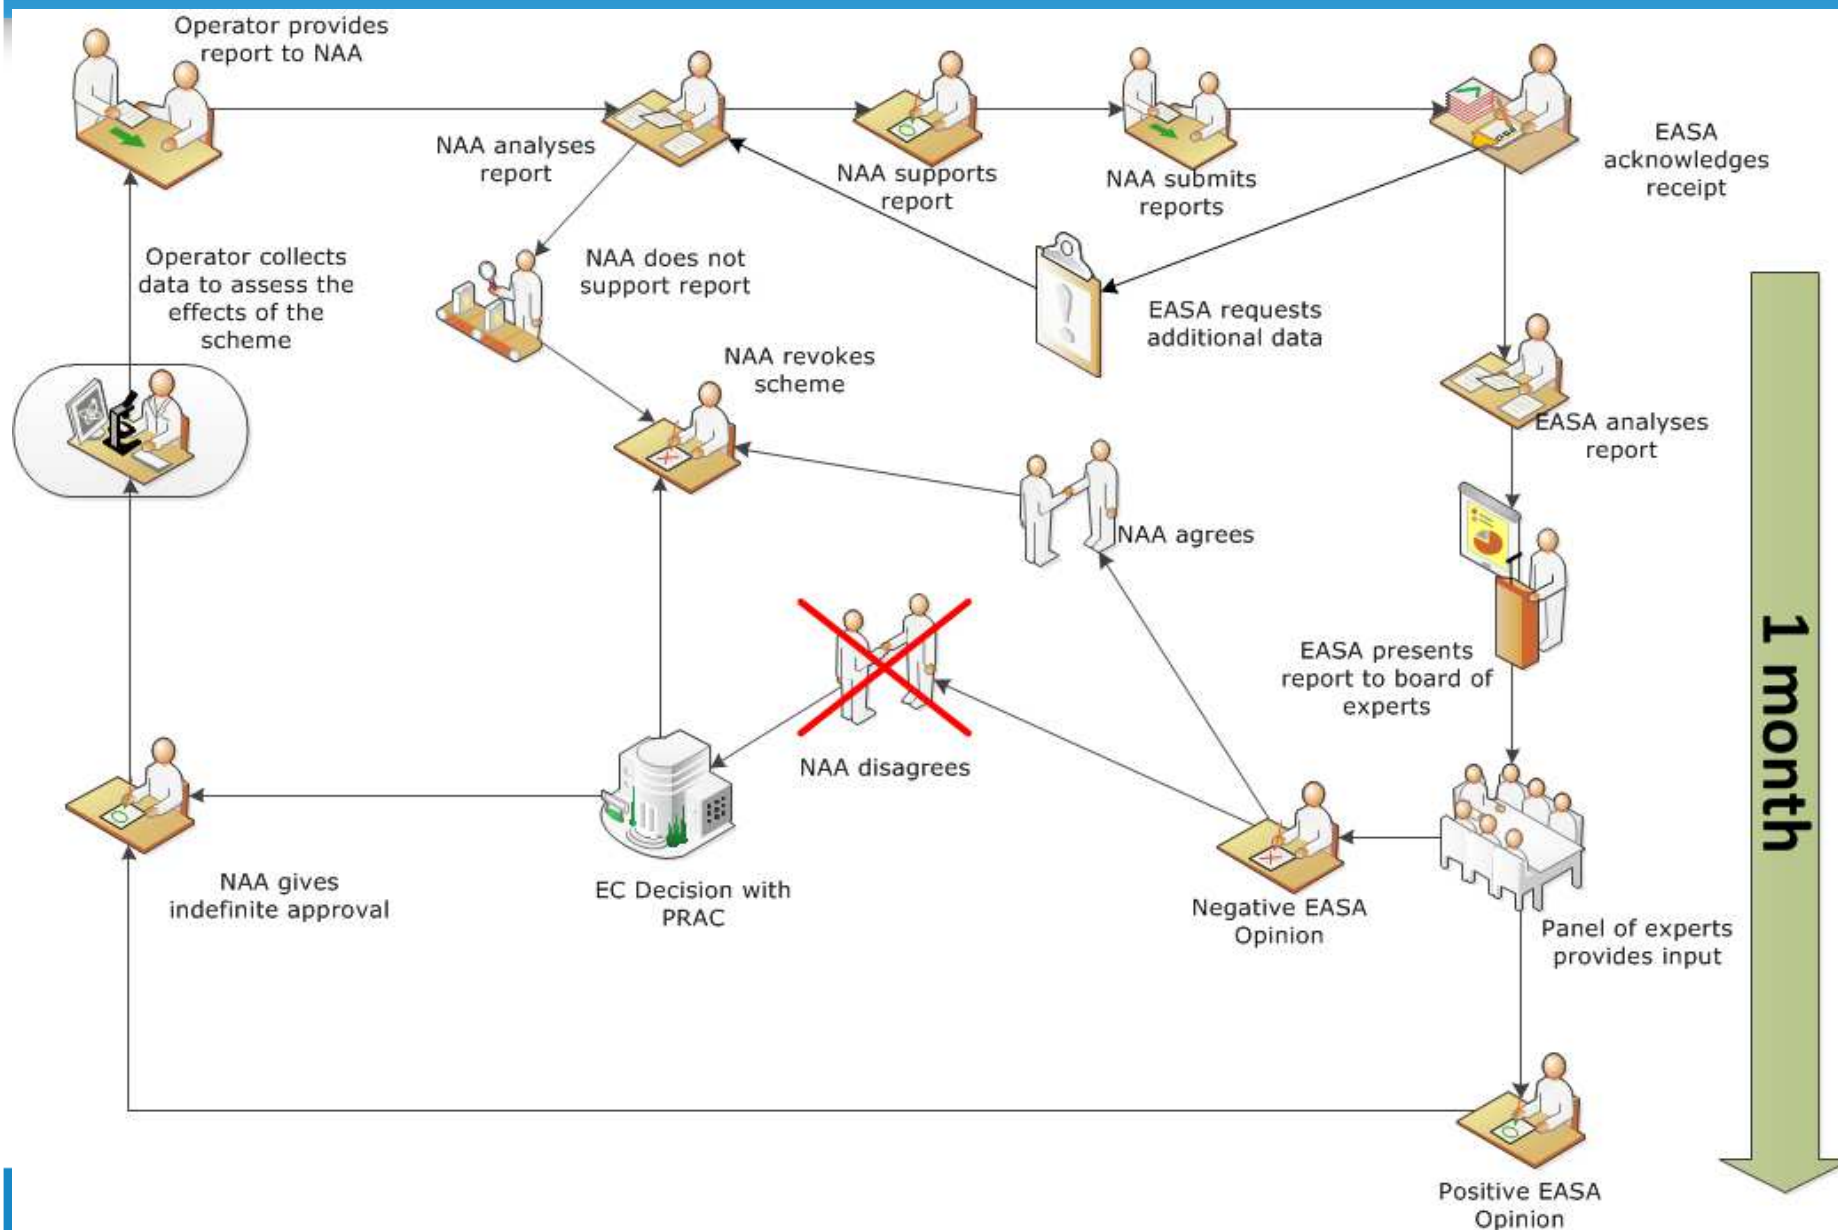 Operator provides
report to NAA
NAA analyses
report
NAA supports
report
NAA submits
reports
EASA
acknowledges
receipt
Operator collects
data to assess the
effects of the
scheme
NAA does not
support report
EASA requests
additional data
NAA revokes
scheme
EASA analyses
report
NAA agrees
EASA presents
report to board of
experts
1 month
NAA disagrees
NAA gives
indefinite approval
EC Decision with
PRAC
Negative EASA
Opinion
Panel of experts
provides input
Positive EASA
Opinion